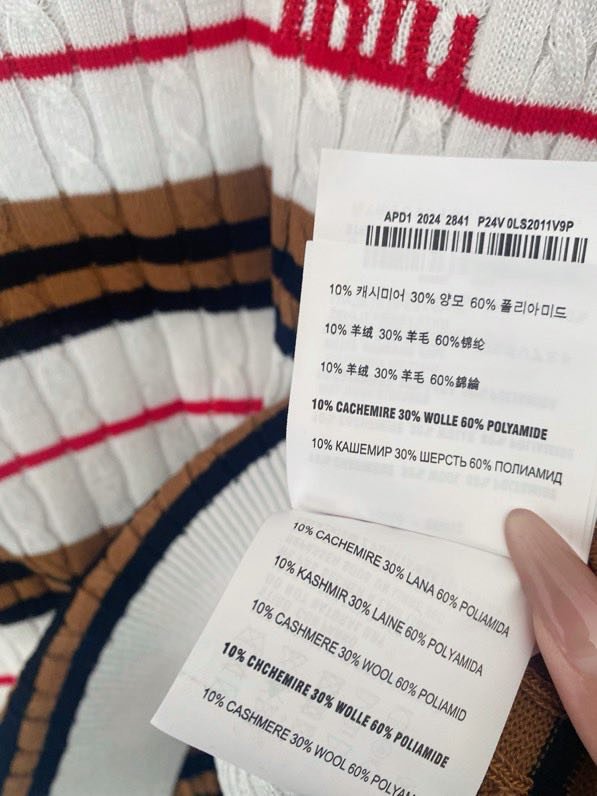 APD1 2024 2841 P24V 0LS2011V9P
10% 캐시미어 30% 양모 60% 폴리아미드
10% 羊绒 30% 羊毛 60%锦纶
10% 羊绒 30% 羊毛 60%錦綸
10% CACHEMIRE 30% WOLLE 60% POLYAMIDE
10% КАШЕМИР 30% ШЕРСТЬ 60% ПОЛИАМИД
10% CACHEMIRE 30% LANA 60% POLIAMIDA
10% KASHMIR 30% LAINE 60% POLYAMIDA
10% CASHMERE 30% WOOL 60% POLIAMID
10% CHCHEMIRE 30% WOLLE 60% POLIAMIDE
10% CASHMERE 30% WOOL 60%